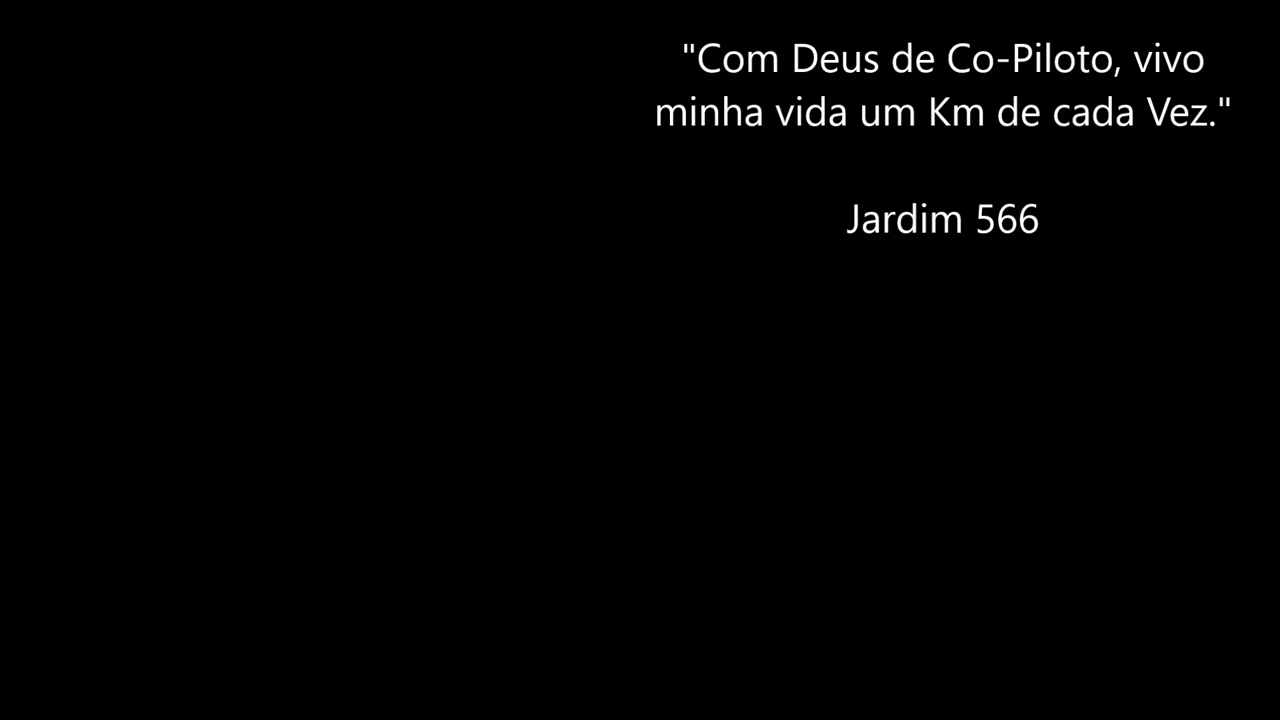 "Com Deus de Co-Piloto, vivo
minha vida um Km de cada Vez."
Jardim 566